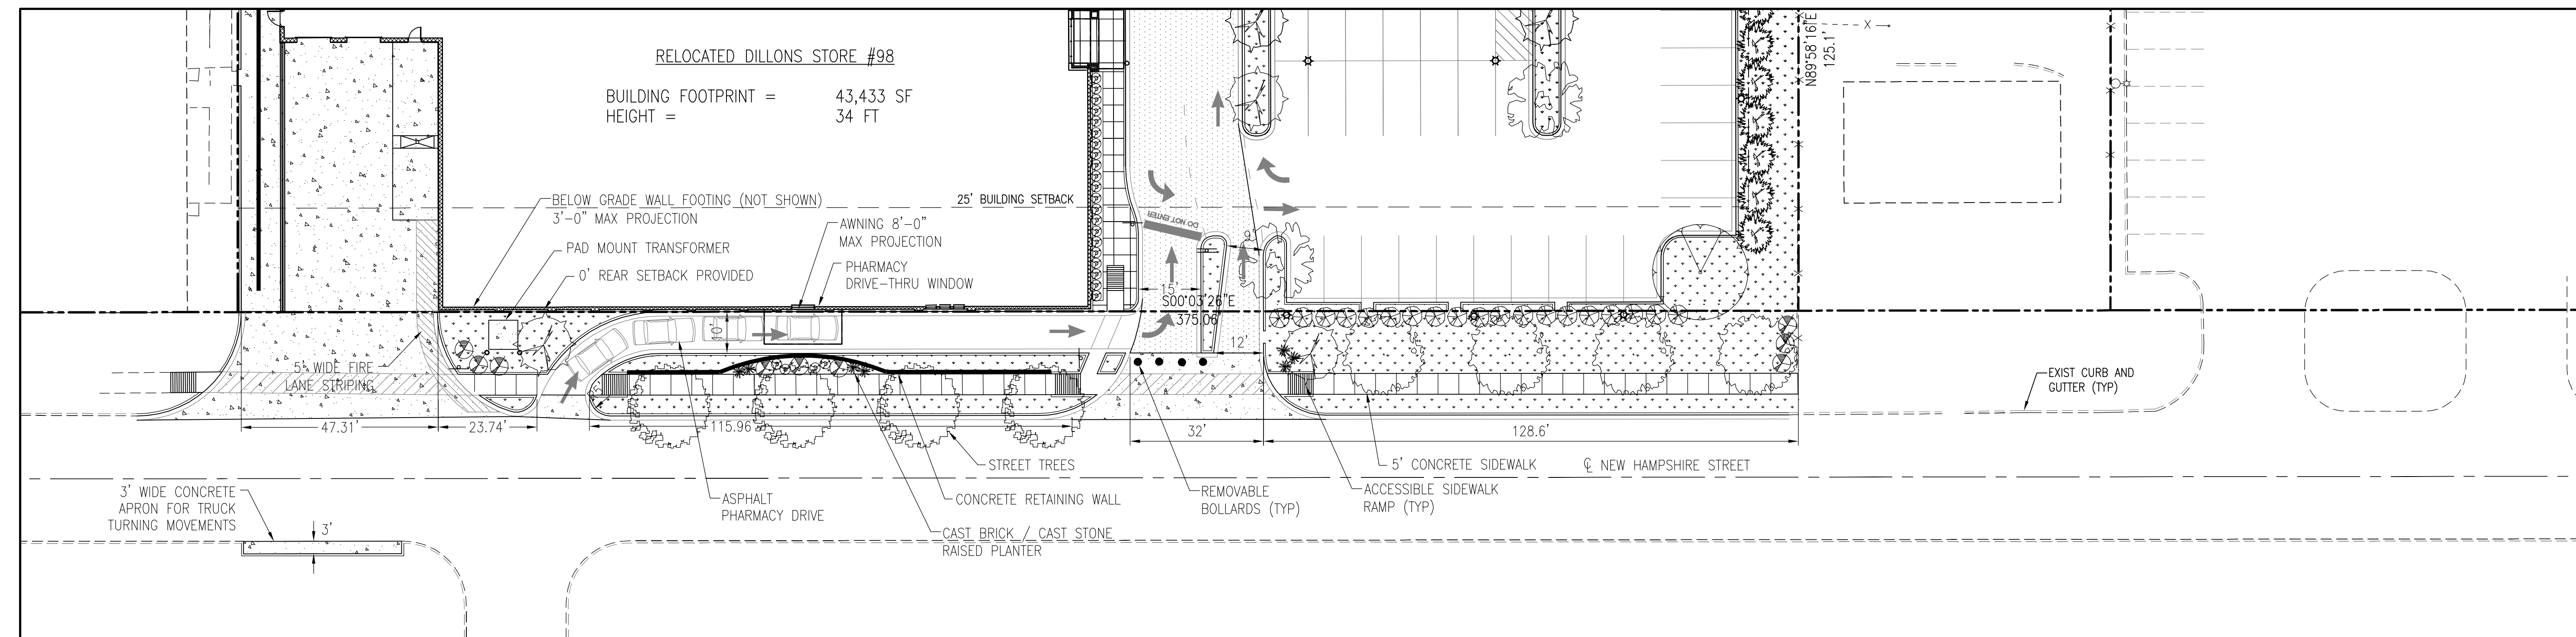 RELOCATED DILLONS STORE #98
BUILDING FOOTPRINT = 43,433 SF
HEIGHT = 34 FT
N89°58'16"E
125.1'
X
BELOW GRADE WALL FOOTING (NOT SHOWN)
3'-0" MAX PROJECTION
25' BUILDING SETBACK
PAD MOUNT TRANSFORMER
0' REAR SETBACK PROVIDED
AWNING 8'-0"
MAX PROJECTION
PHARMACY
DRIVE-THRU WINDOW
DO NOT ENTER
9'
15'
S00°03'26"E
375.06'
10'
12'
5' WIDE FIRE
LANE STRIPING
EXIST CURB AND
GUTTER (TYP)
47.31'
23.74'
115.96'
32'
128.6'
STREET TREES
5' CONCRETE SIDEWALK
℄ NEW HAMPSHIRE STREET
3' WIDE CONCRETE
APRON FOR TRUCK
TURNING MOVEMENTS
3'
ASPHALT
PHARMACY DRIVE
CONCRETE RETAINING WALL
REMOVABLE
BOLLARDS (TYP)
ACCESSIBLE SIDEWALK
RAMP (TYP)
CAST BRICK / CAST STONE
RAISED PLANTER